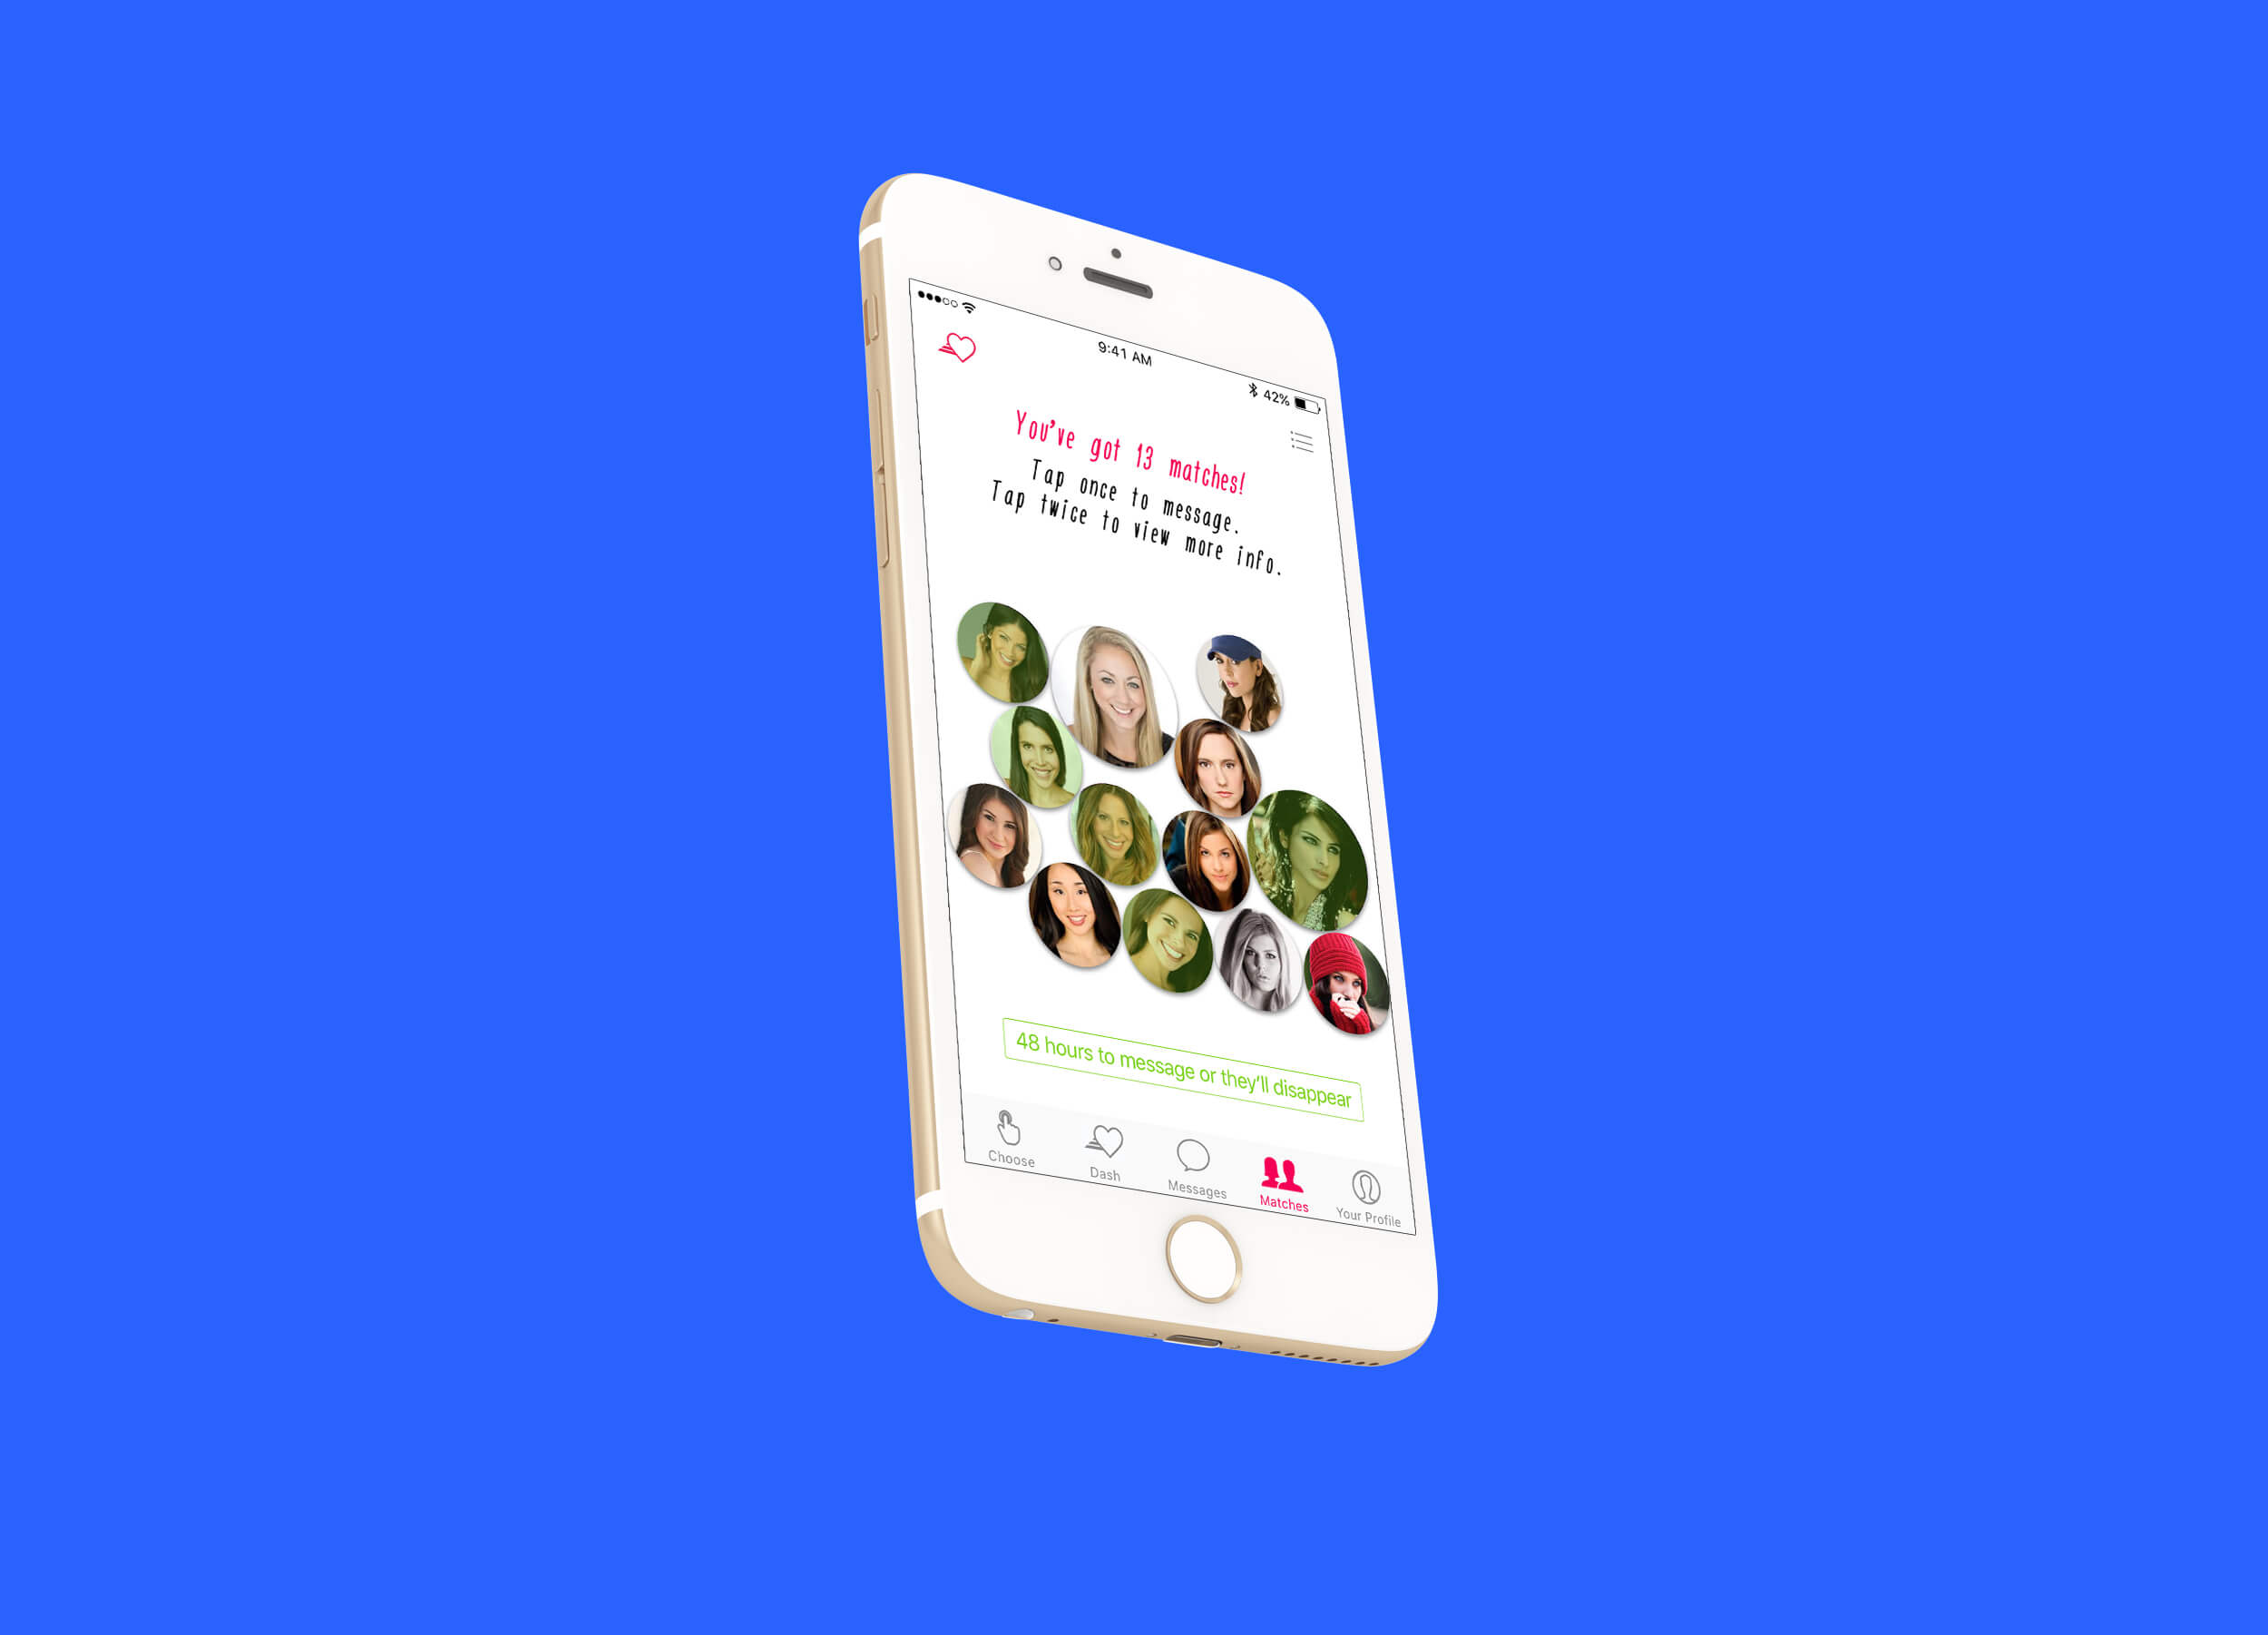 9:41 AM
42%
You've got 13 matches!
Tap once to message.
Tap twice to view more info.
48 hours to message or they'll disappear
Choose
Dash
Messages
Matches
Your Profile